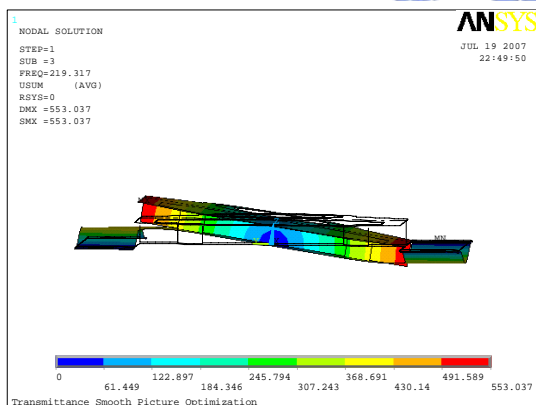 1
NODAL SOLUTION
ANSYS
STEP=1
SUB =3
FREQ=219.317
USUM (AVG)
RSYS=0
DMX =553.037
SMX =553.037
JUL 19 2007
22:49:50
MN
0
61.449
122.897
184.346
245.794
307.243
368.691
430.14
491.589
553.037
Transmittance Smooth Picture Optimization